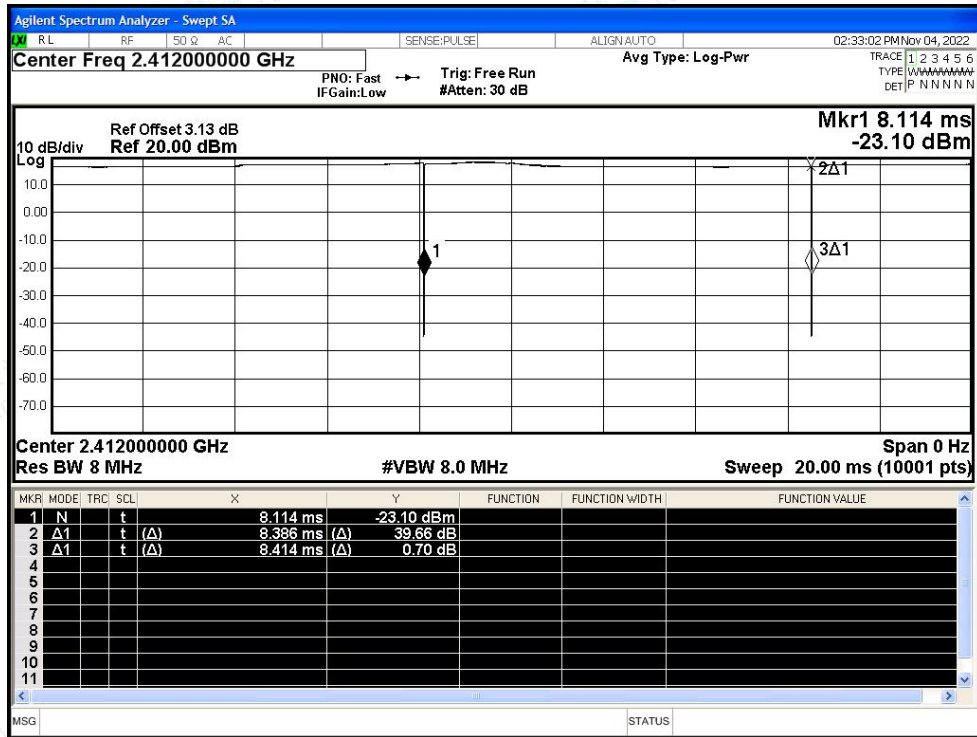 Agilent Spectrum Analyzer - Swept SA
LXI RL RF 50 Ω AC SENSE:PULSE ALIGN AUTO 02:33:02 PM Nov 04, 2022
Center Freq 2.412000000 GHz
PNO: Fast
IFGain:Low
Trig: Free Run
#Atten: 30 dB
Avg Type: Log-Pwr
TRACE 1 2 3 4 5 6
TYPE WWWWWW
DET P N N N N N
Mkr1 8.114 ms
-23.10 dBm
Ref Offset 3.13 dB
10 dB/div Ref 20.00 dBm
Log
2Δ1
10.0
0.00
-10.0
1
3Δ1
-20.0
-30.0
-40.0
-50.0
-60.0
-70.0
Center 2.412000000 GHz Span 0 Hz
Res BW 8 MHz #VBW 8.0 MHz Sweep 20.00 ms (10001 pts)
MKR MODE TRC SCL X Y FUNCTION FUNCTION WIDTH FUNCTION VALUE
1 N t 8.114 ms -23.10 dBm
2 Δ1 t (Δ) 8.386 ms (Δ) 39.66 dB
3 Δ1 t (Δ) 8.414 ms (Δ) 0.70 dB
4
5
6
7
8
9
10
11
MSG STATUS